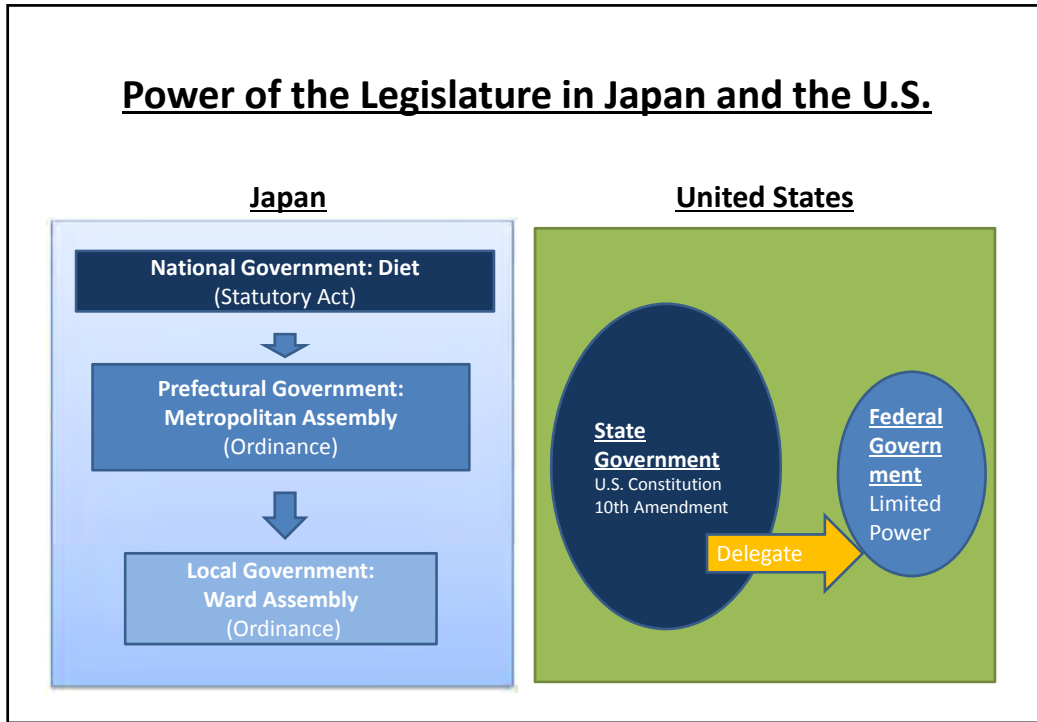 Power of the Legislature in Japan and the U.S.
Japan
National Government: Diet
(Statutory Act)
Prefectural Government:
Metropolitan Assembly
(Ordinance)
Local Government:
Ward Assembly
(Ordinance)
United States
State
Government
U.S. Constitution
10th Amendment
Delegate
Federal
Govern
ment
Limited
Power